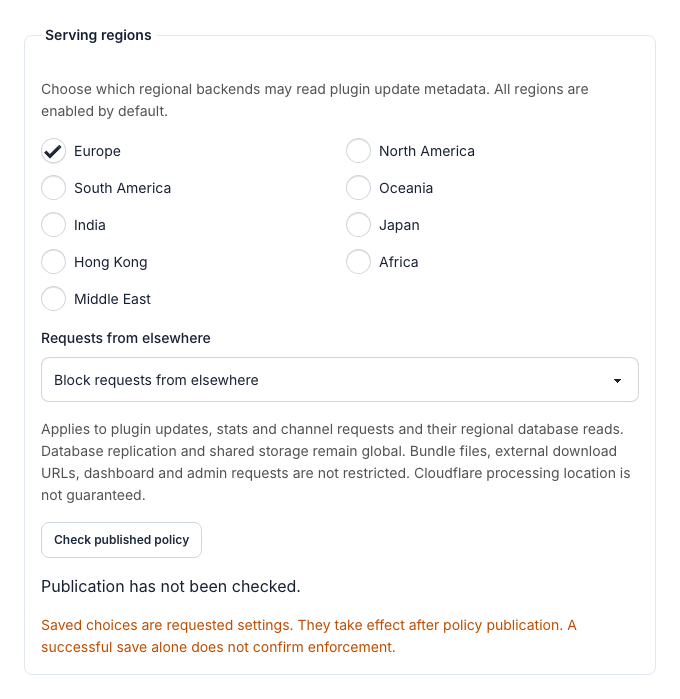 Serving regions
Choose which regional backends may read plugin update metadata. All regions are
enabled by default.
Europe
North America
South America
Oceania
India
Japan
Hong Kong
Africa
Middle East
Requests from elsewhere
Block requests from elsewhere
Applies to plugin updates, stats and channel requests and their regional database reads.
Database replication and shared storage remain global. Bundle files, external download
URLs, dashboard and admin requests are not restricted. Cloudflare processing location is
not guaranteed.
Check published policy
Publication has not been checked.
Saved choices are requested settings. They take effect after policy publication. A
successful save alone does not confirm enforcement.